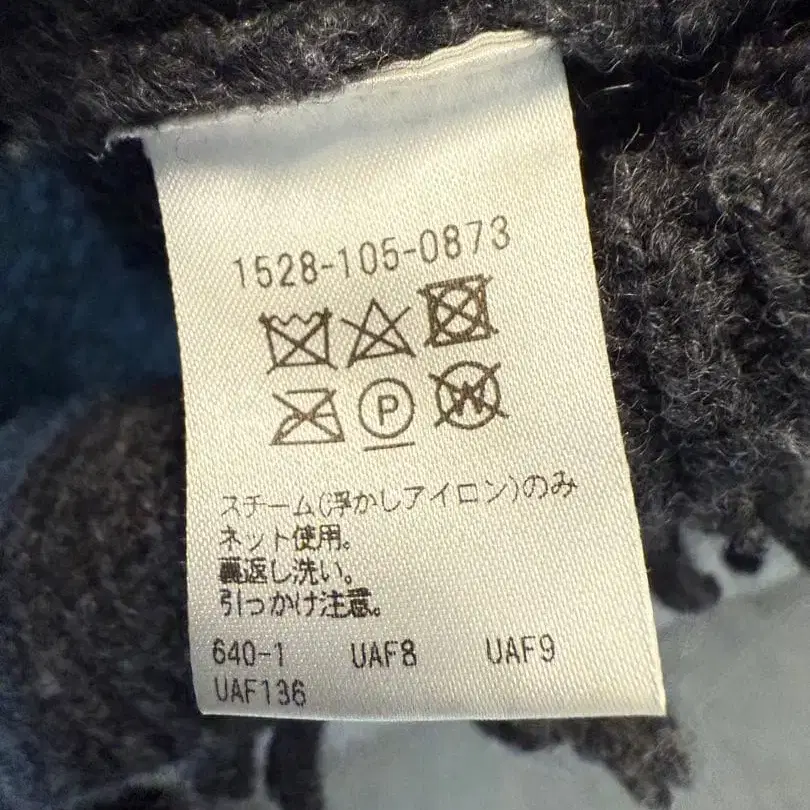 1528-105-0873
P W
スチーム(浮かしアイロン)のみ
ネット使用。
裏返し洗い。
引っかけ注意。
640-1 UAF8 UAF9
UAF136